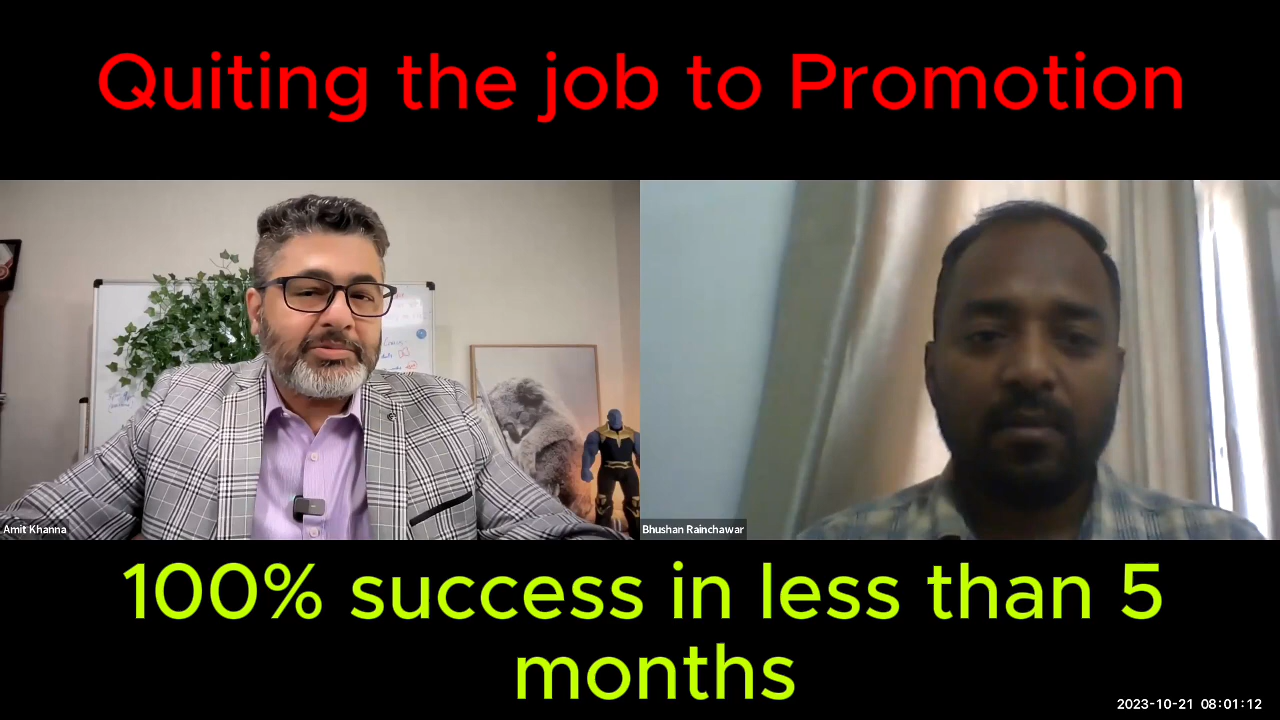 Quiting the job to Promotion
Amit Khanna
Bhushan Rainchawar
100% success in less than 5
months
2023-10-21 08:01:12